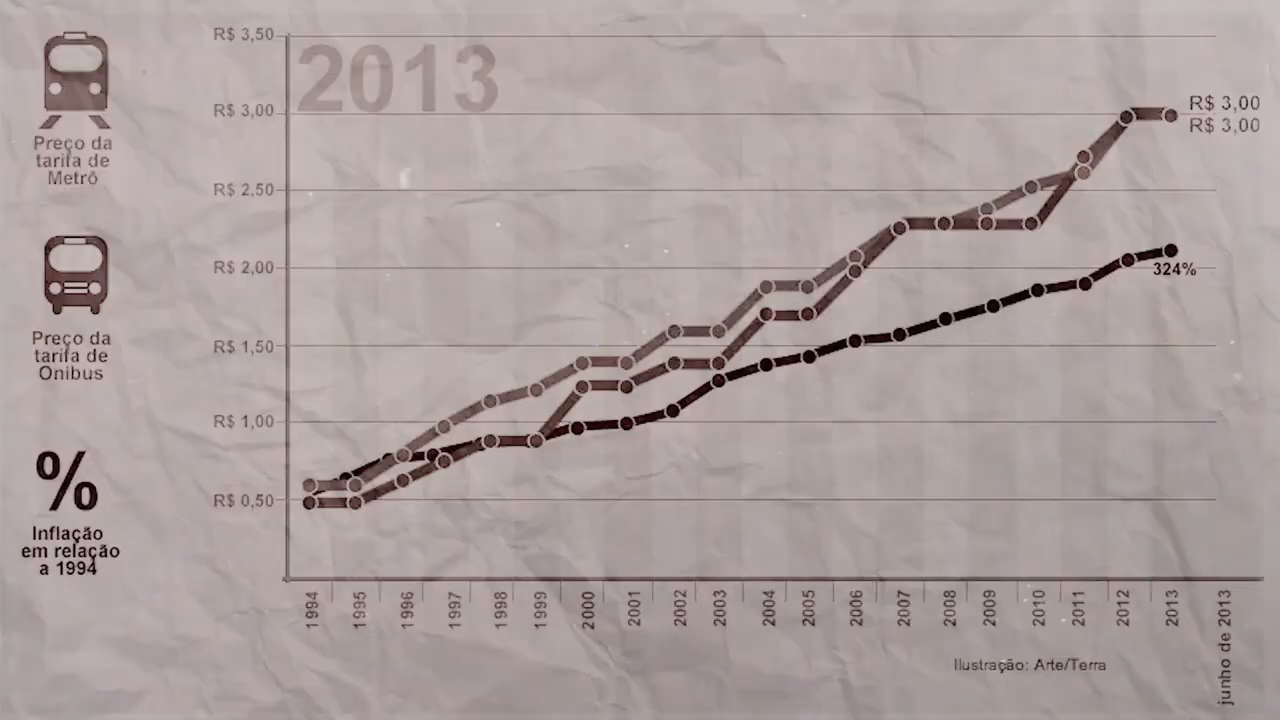 Preço da
tarifa de
Metrô
Preço da
tarifa de
Onibus
%
Inflação
em relação
a 1994
2013
R$ 3,50
R$ 3,00
R$ 2,50
R$ 2,00
R$ 1,50
R$ 1,00
R$ 0,50
R$ 3,00
R$ 3,00
324%
1994
1995
1996
1997
1998
1999
2000
2001
2002
2003
2004
2005
2006
2007
2008
2009
2010
2011
2012
2013
junho de 2013
Ilustração: Arte/Terra